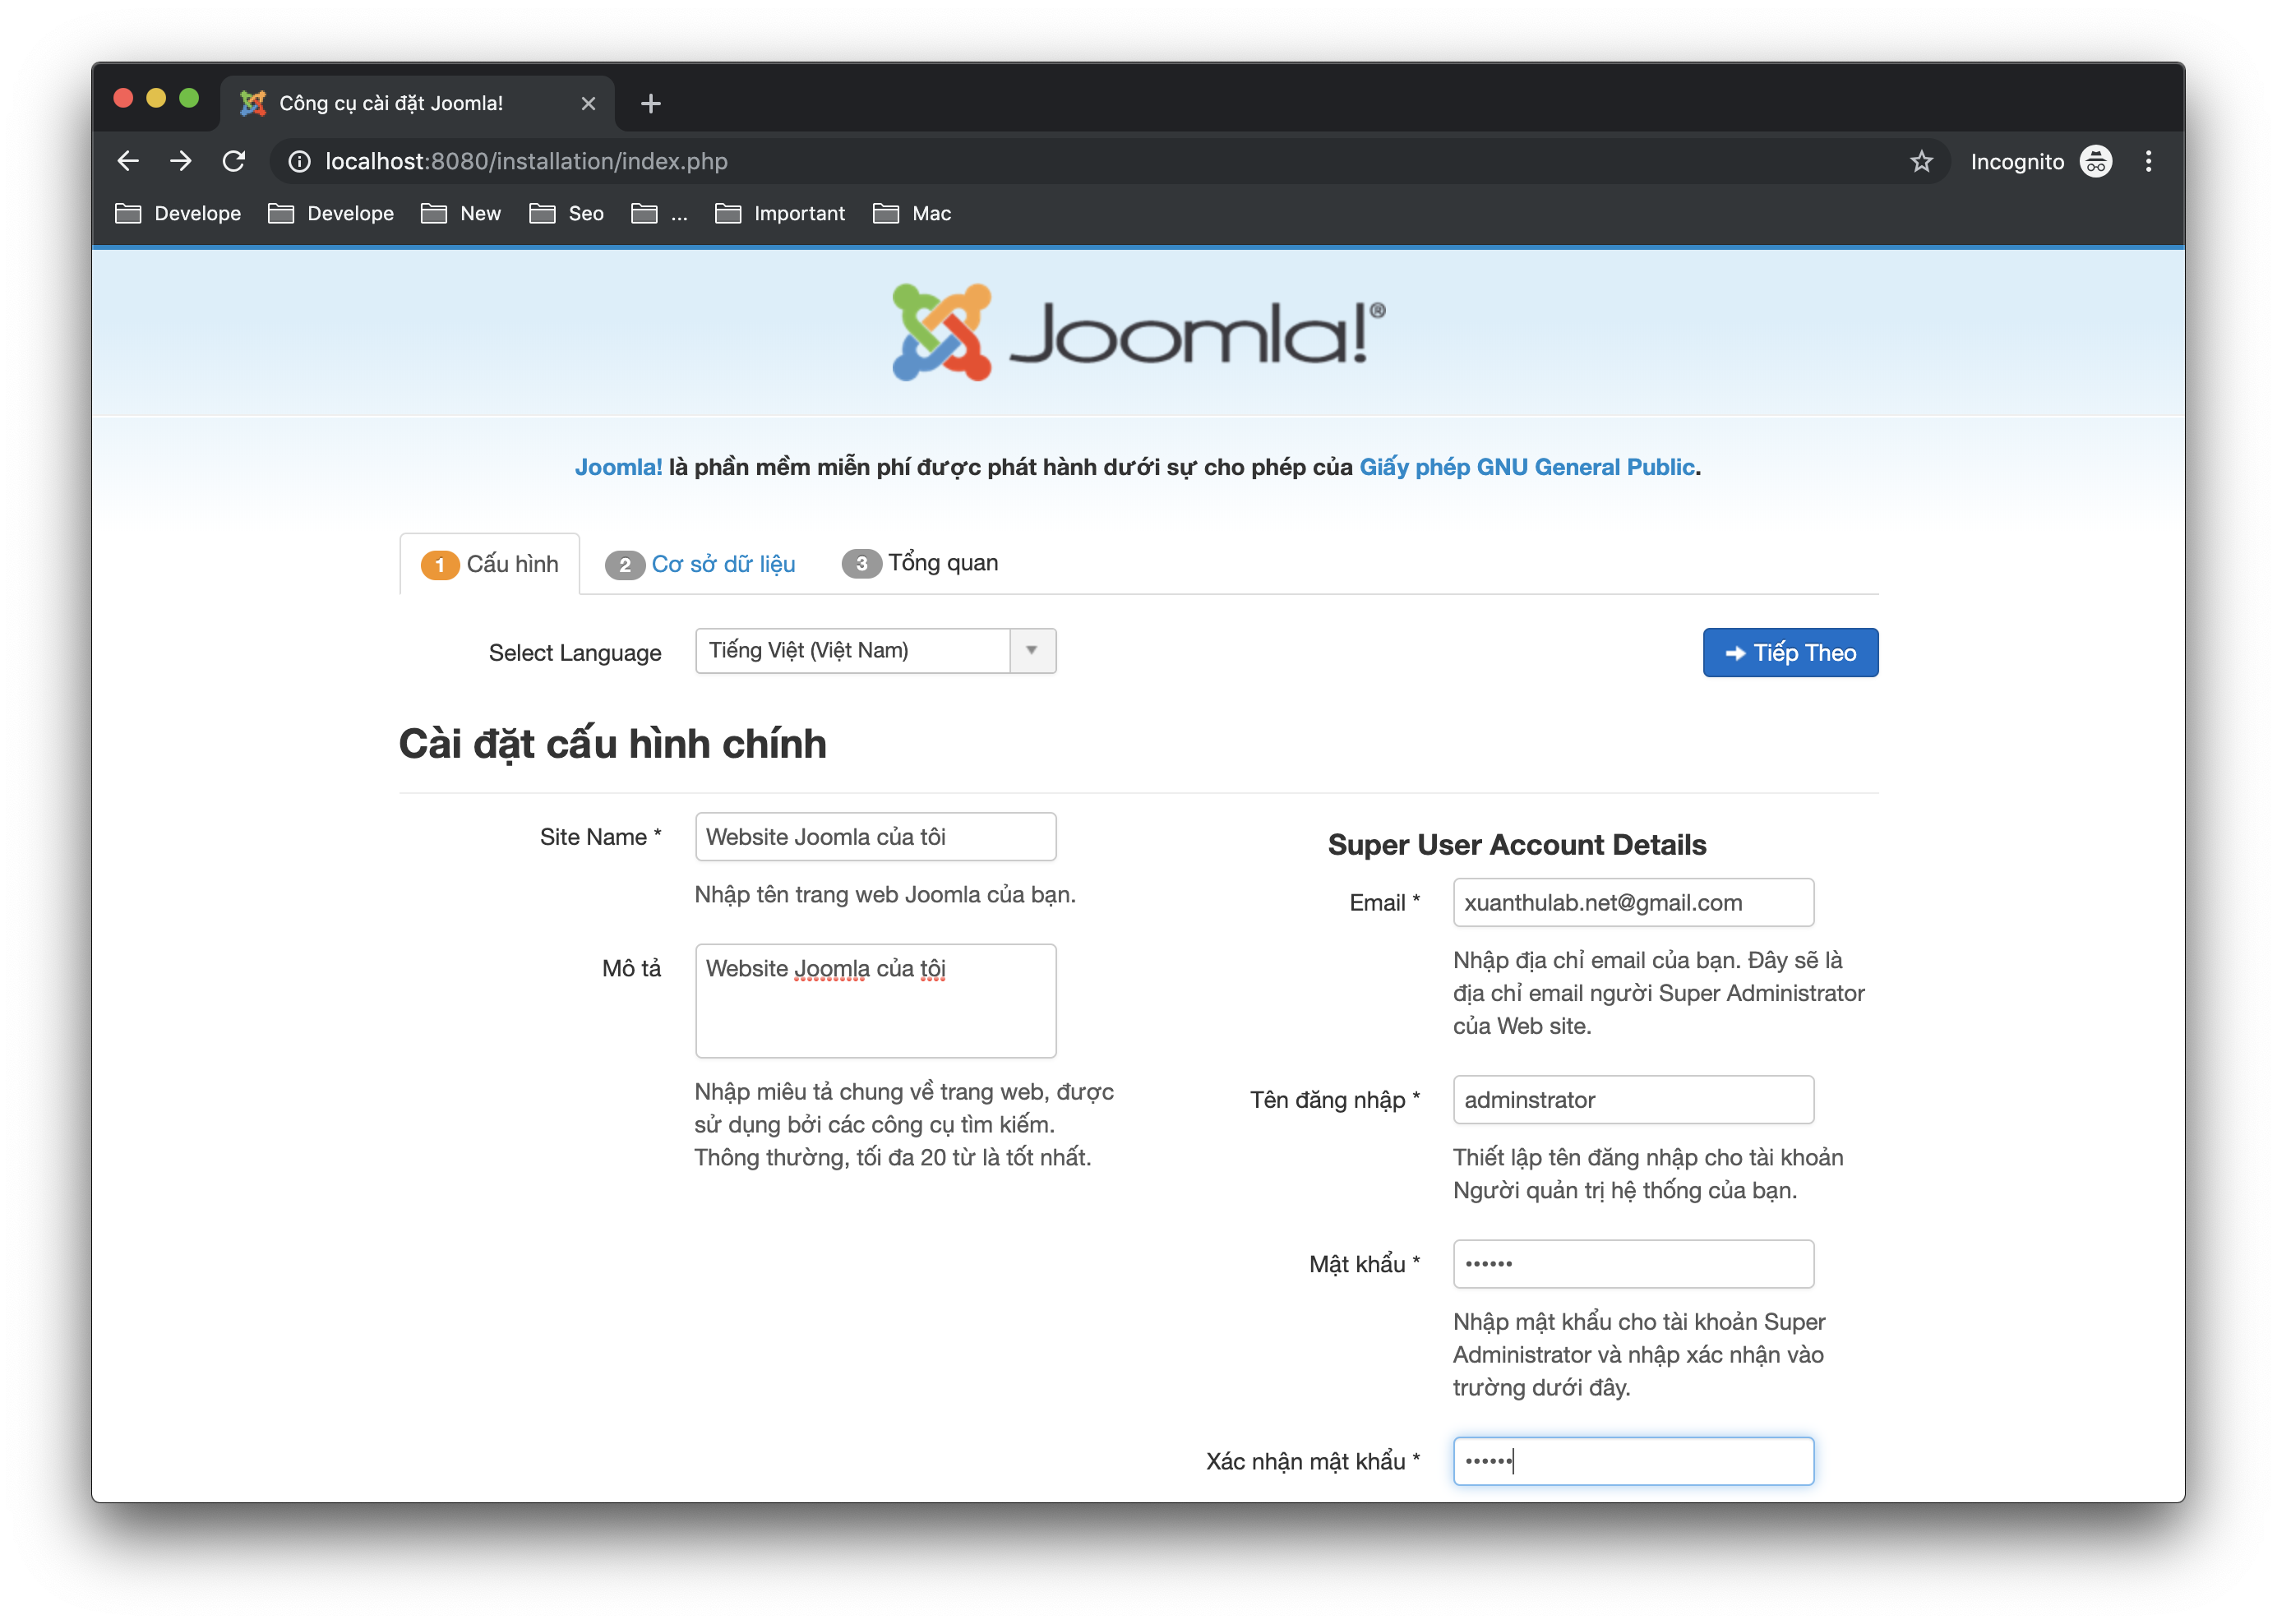 Công cụ cài đặt Joomla!
localhost:8080/installation/index.php
Incognito
Develope Develope New Seo ... Important Mac
Joomla!®
Joomla! là phần mềm miễn phí được phát hành dưới sự cho phép của Giấy phép GNU General Public.
1 Cấu hình 2 Cơ sở dữ liệu 3 Tổng quan
Select Language Tiếng Việt (Việt Nam)
Tiếp Theo
Cài đặt cấu hình chính
Site Name * Website Joomla của tôi
Nhập tên trang web Joomla của bạn.
Mô tả Website Joomla của tôi
Nhập miêu tả chung về trang web, được
sử dụng bởi các công cụ tìm kiếm.
Thông thường, tối đa 20 từ là tốt nhất.
Super User Account Details
Email * xuanthulab.net@gmail.com
Nhập địa chỉ email của bạn. Đây sẽ là
địa chỉ email người Super Administrator
của Web site.
Tên đăng nhập * adminstrator
Thiết lập tên đăng nhập cho tài khoản
Người quản trị hệ thống của bạn.
Mật khẩu * ••••••
Nhập mật khẩu cho tài khoản Super
Administrator và nhập xác nhận vào
trường dưới đây.
Xác nhận mật khẩu * ••••••